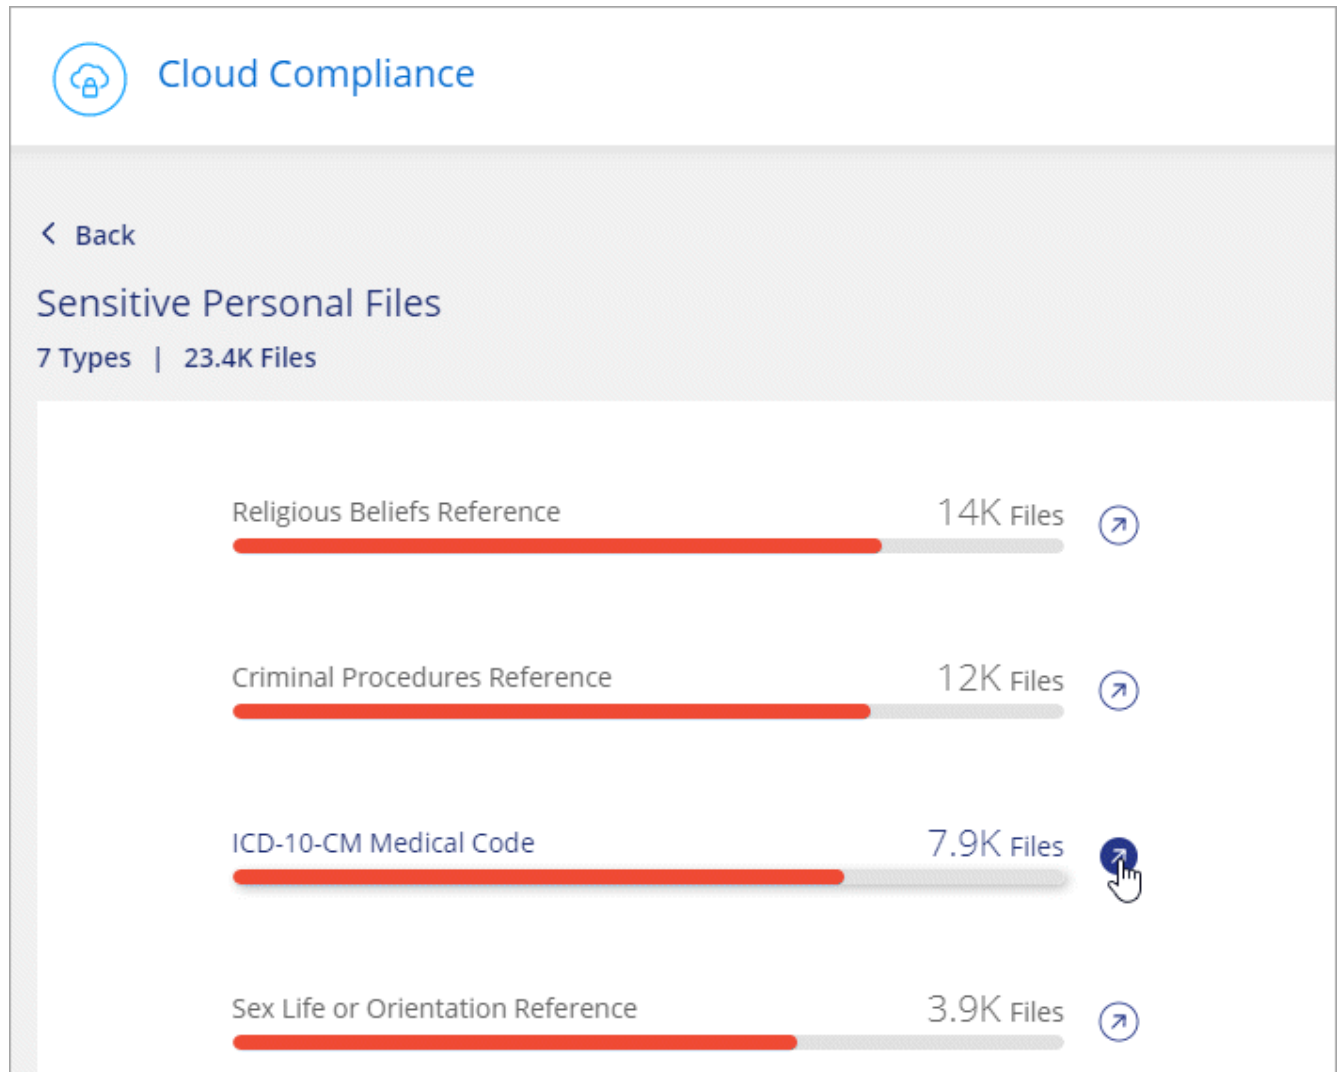 Cloud Compliance
Back
Sensitive Personal Files
7 Types | 23.4K Files
Religious Beliefs Reference 14K Files
Criminal Procedures Reference 12K Files
ICD-10-CM Medical Code 7.9K Files
Sex Life or Orientation Reference 3.9K Files